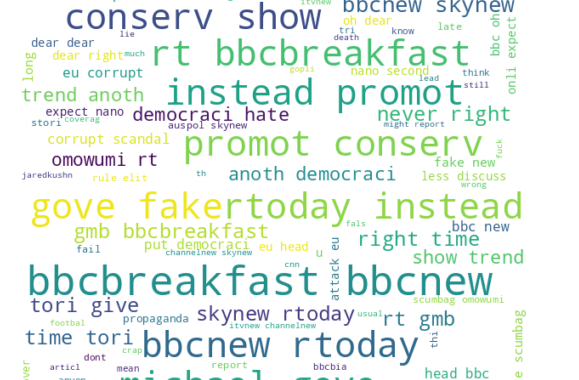 itvnew
bbcnew skynew
conserv show
oh dear
tri
know
late
bbc oh
onli expect
lie
death
dear dear
rt bbcbreakfast
dear right
much
long
eu corrupt
gopli
nano second
lead
think
still
trend anoth
instead promot
expect nano
democraci hate
never right
stori
coverag
auspol skynew
might report
corrupt scandal
promot conserv
fuck
omowumi rt
fake new
jaredkushn
rule elit
th
anoth democraci
less discuss
wrong
gove fake
rtoday instead
gmb bbcbreakfast
fals
bbc new
right time
put democraci
eu head
u
fail
channelnew skynew
attack eu
show trend
cnn
bbcbreakfast bbcnew
tori give
scumbag omowumi
skynew rtoday
usual
rt gmb
footbal
propaganda
itvnew channelnew
time tori
crap
bbcnew rtoday
thi
e scumbag
dont
articl
mean
report
bbcbia
head bbc
michael gove